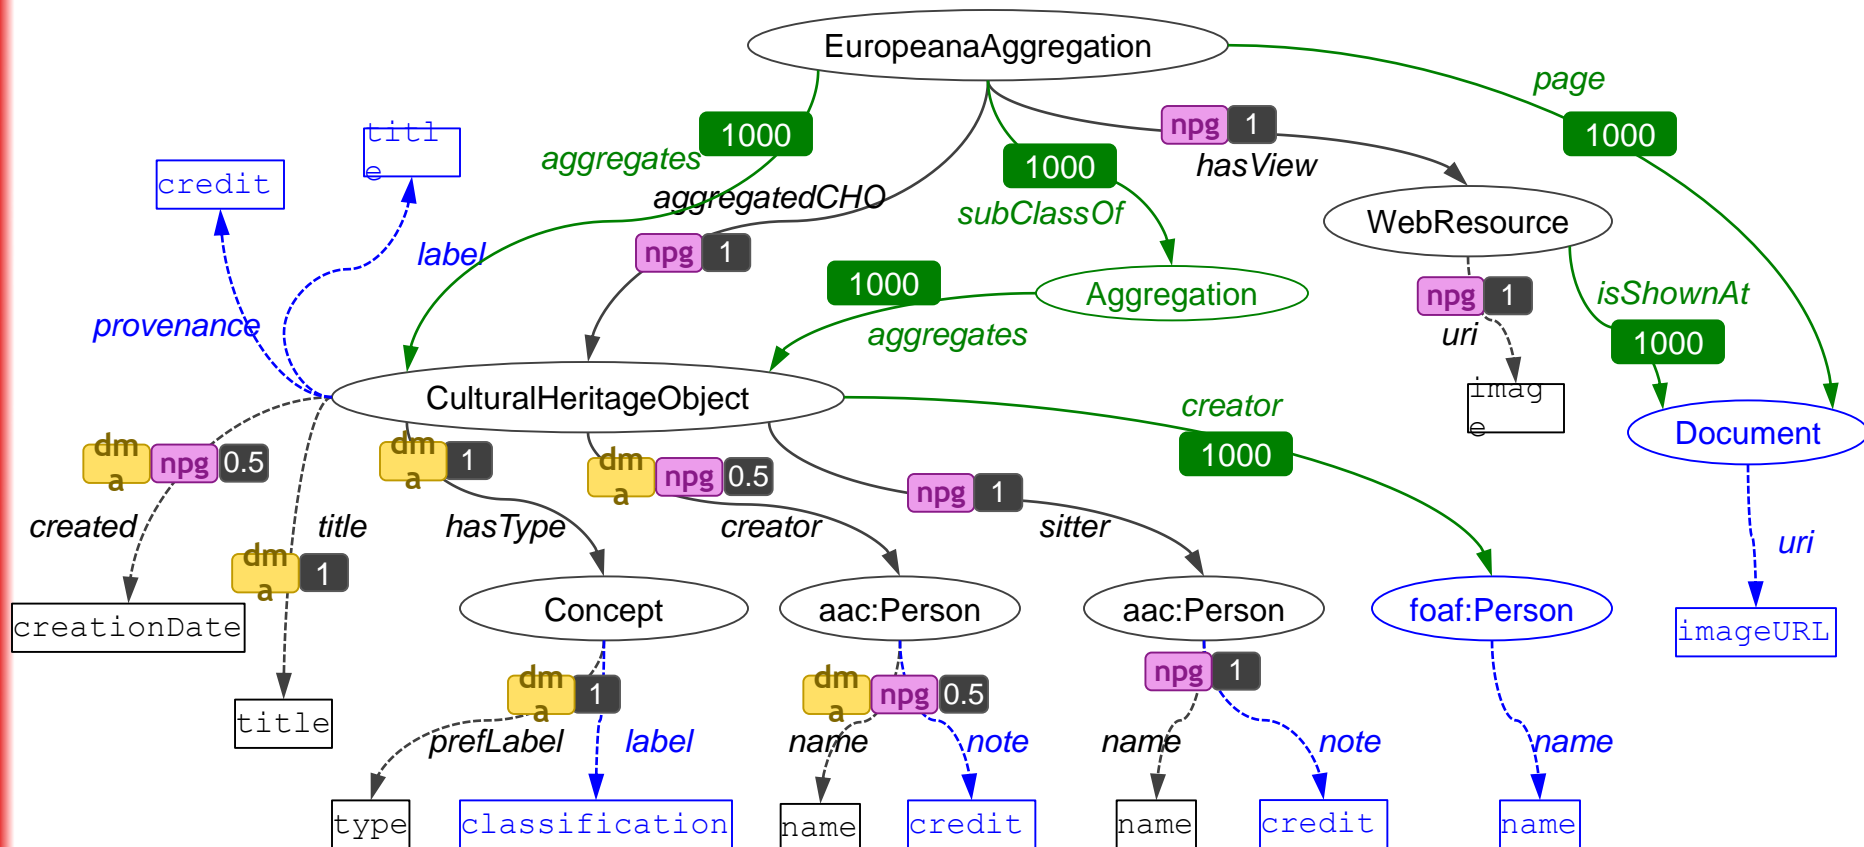 EuropeanaAggregation
page
1000
npg 1
1000
titl
e
aggregates
1000
hasView
credit
aggregatedCHO
subClassOf
WebResource
label
npg 1
1000
Aggregation
npg 1
isShownAt
provenance
aggregates
uri
1000
imag
e
CulturalHeritageObject
creator
Document
dm
a
npg 0.5
dm
a
1
dm
a
npg 0.5
1000
npg 1
created
title
hasType
creator
sitter
uri
dm
a
1
Concept
aac:Person
aac:Person
foaf:Person
creationDate
imageURL
npg 1
dm
a
1
dm
a
npg 0.5
title
prefLabel
label
name
note
name
note
name
type
classification
name
credit
name
credit
name